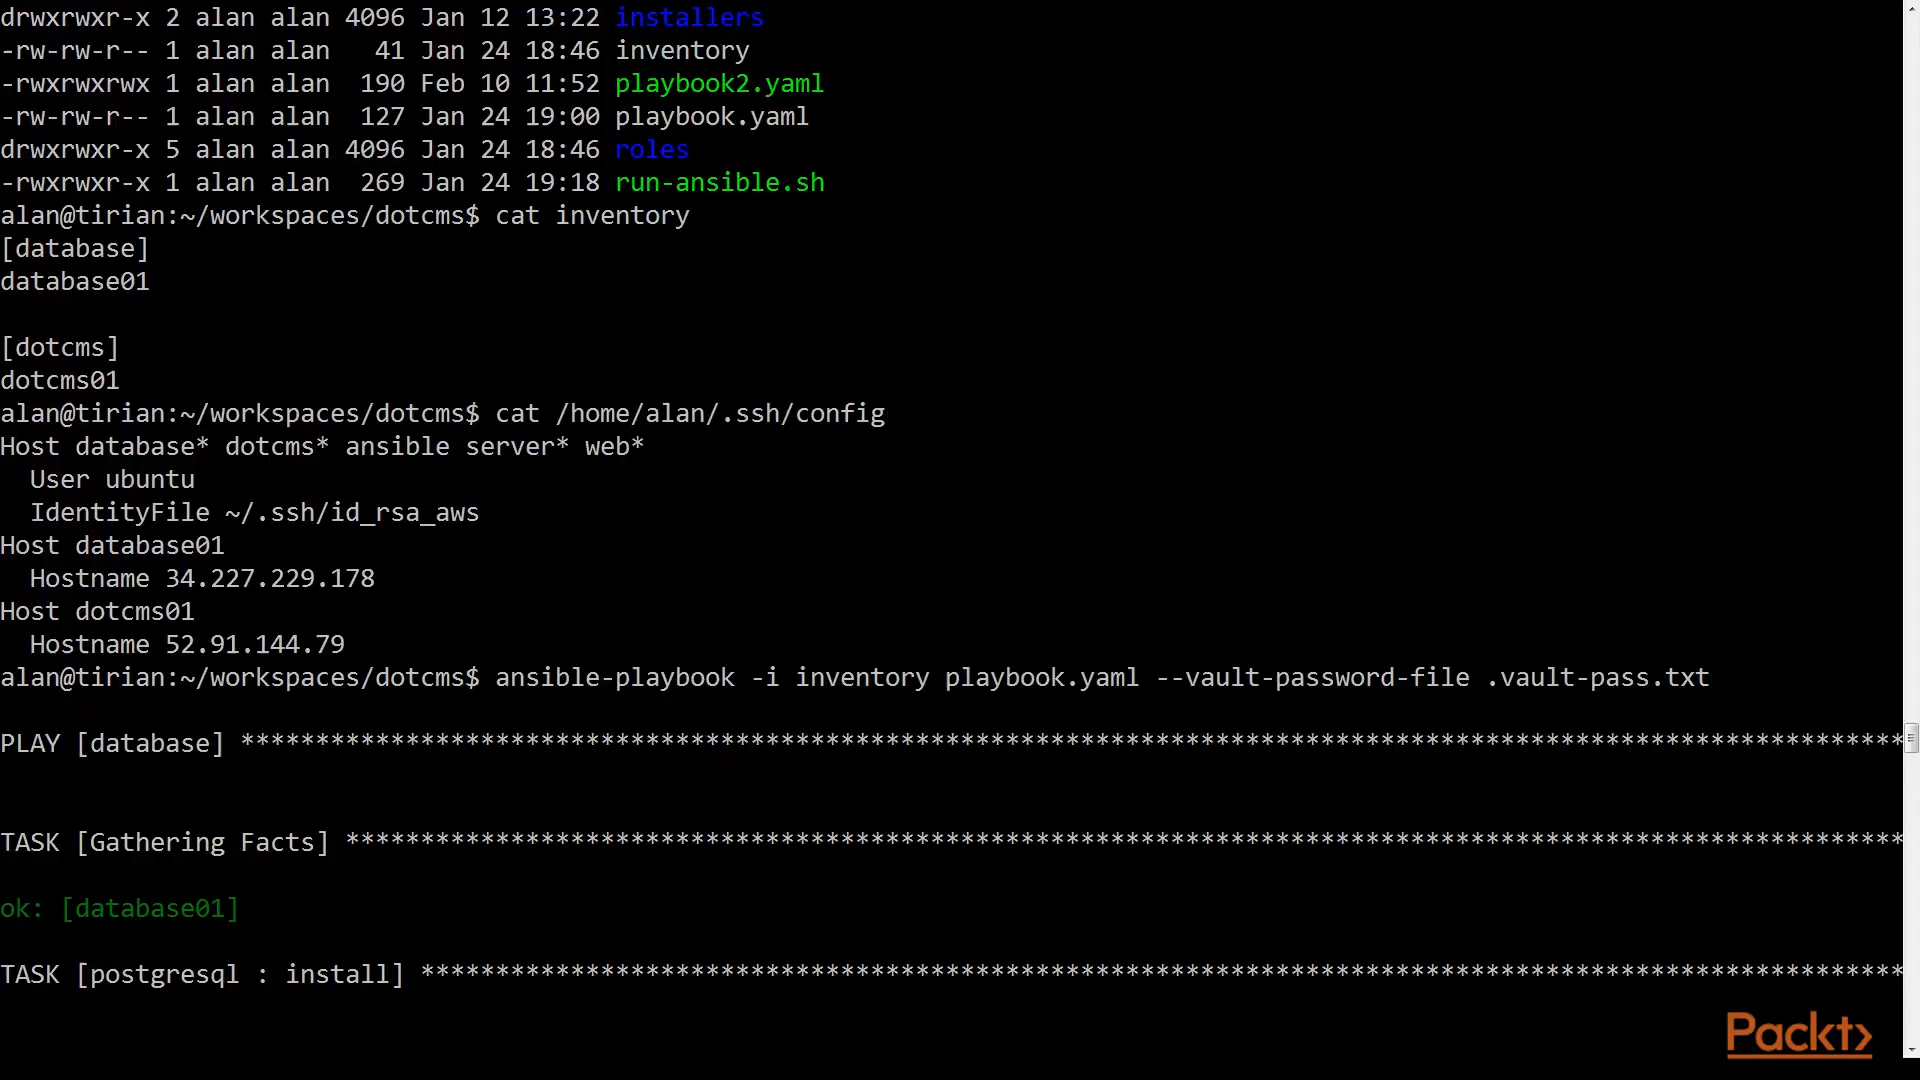 drwxrwxr-x 2 alan alan 4096 Jan 12 13:22 installers
-rw-rw-r-- 1 alan alan   41 Jan 24 18:46 inventory
-rwxrwxrwx 1 alan alan  190 Feb 10 11:52 playbook2.yaml
-rw-rw-r-- 1 alan alan  127 Jan 24 19:00 playbook.yaml
drwxrwxr-x 5 alan alan 4096 Jan 24 18:46 roles
-rwxrwxr-x 1 alan alan  269 Jan 24 19:18 run-ansible.sh
alan@tirian:~/workspaces/dotcms$ cat inventory
[database]
database01
[dotcms]
dotcms01
alan@tirian:~/workspaces/dotcms$ cat /home/alan/.ssh/config
Host database* dotcms* ansible server* web*
  User ubuntu
  IdentityFile ~/.ssh/id_rsa_aws
Host database01
  Hostname 34.227.229.178
Host dotcms01
  Hostname 52.91.144.79
alan@tirian:~/workspaces/dotcms$ ansible-playbook -i inventory playbook.yaml --vault-password-file .vault-pass.txt
PLAY [database] ***************************************************************************************************************
TASK [Gathering Facts] ********************************************************************************************************
ok: [database01]
TASK [postgresql : install] ***************************************************************************************************
Packt>